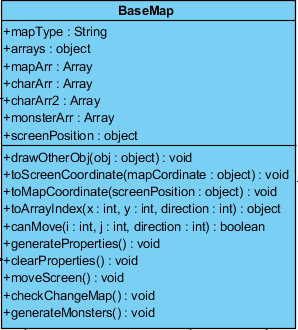 BaseMap
+mapType : String
+arrays : object
+mapArr : Array
+charArr : Array
+charArr2 : Array
+monsterArr : Array
+screenPosition : object
+drawOtherObj(obj : object) : void
+toScreenCoordinate(mapCordinate : object) : void
+toMapCoordinate(screenPosition : object) : void
+toArrayIndex(x : int, y : int, direction : int) : object
+canMove(i : int, j : int, direction : int) : boolean
+generateProperties() : void
+clearProperties() : void
+moveScreen() : void
+checkChangeMap() : void
+generateMonsters() : void